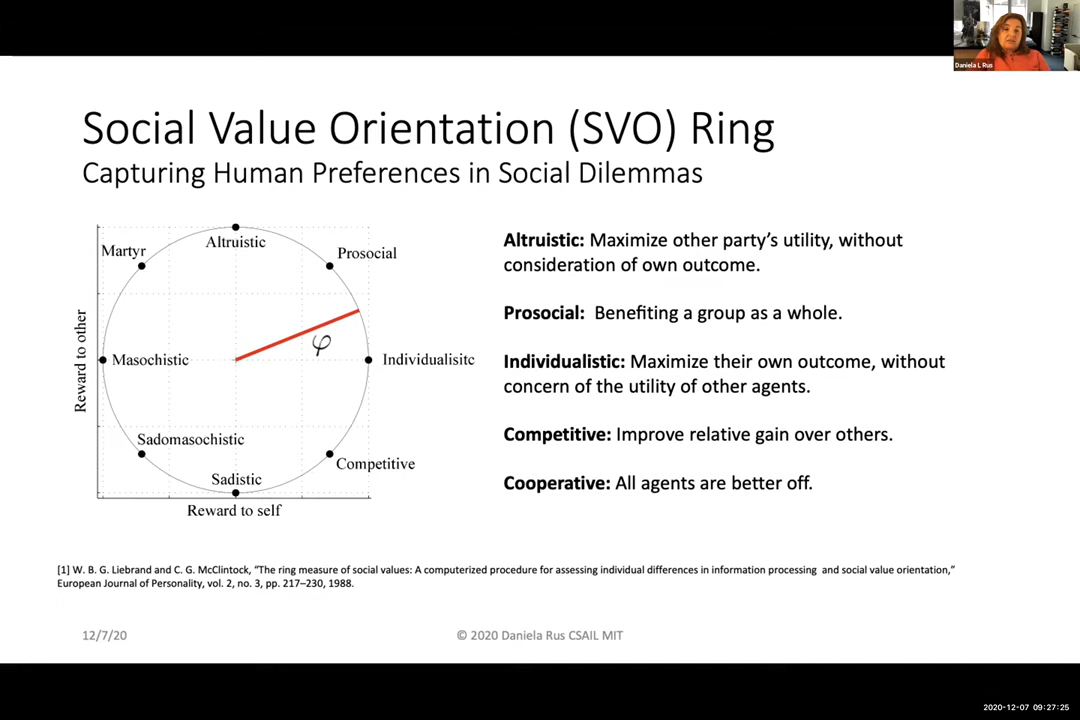 Daniela L Rus
Social Value Orientation (SVO) Ring
Capturing Human Preferences in Social Dilemmas
Altruistic
Martyr
Prosocial
φ
Masochistic
Individualisitc
Sadomasochistic
Competitive
Sadistic
Reward to other
Reward to self
Altruistic: Maximize other party’s utility, without
consideration of own outcome.
Prosocial: Benefiting a group as a whole.
Individualistic: Maximize their own outcome, without
concern of the utility of other agents.
Competitive: Improve relative gain over others.
Cooperative: All agents are better off.
[1] W. B. G. Liebrand and C. G. McClintock, “The ring measure of social values: A computerized procedure for assessing individual differences in information processing and social value orientation,”
European Journal of Personality, vol. 2, no. 3, pp. 217–230, 1988.
12/7/20
© 2020 Daniela Rus CSAIL MIT
2020-12-07 09:27:25